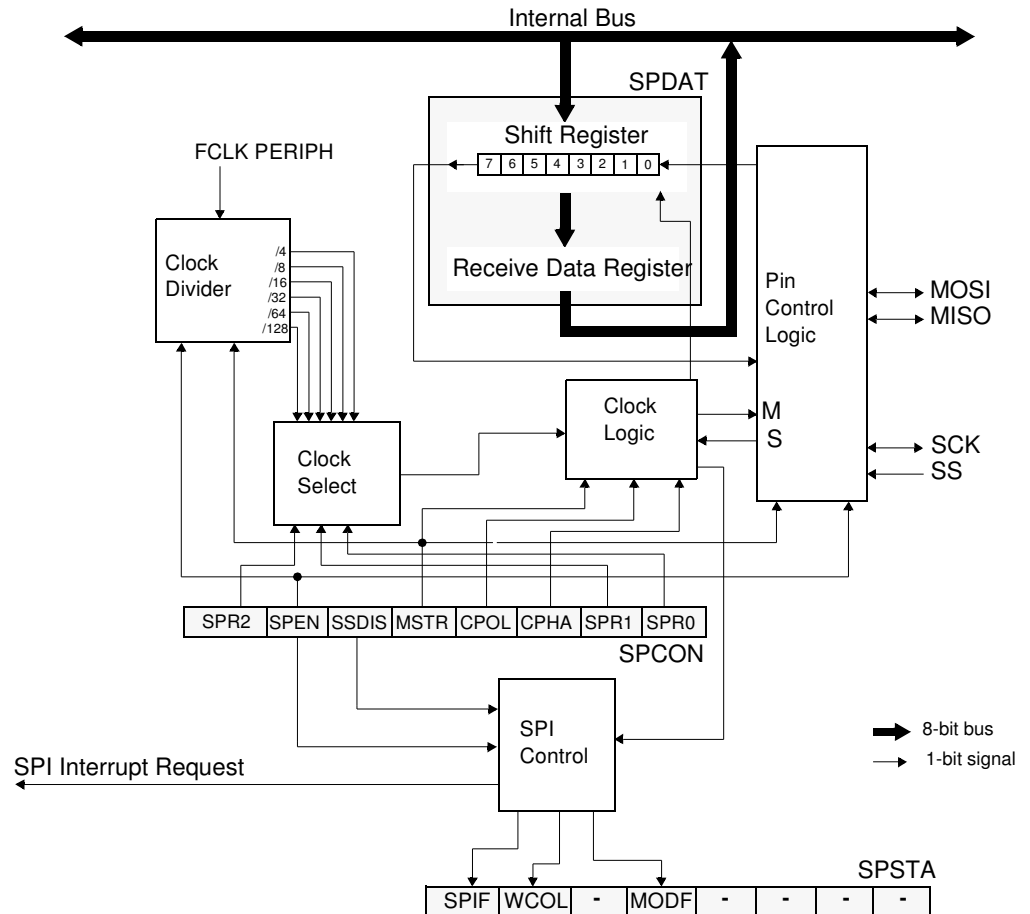 Internal Bus
SPDAT
Shift Register
7 6 5 4 3 2 1 0
FCLK PERIPH
Clock
Divider
/4
/8
/16
/32
/64
/128
Receive Data Register
Pin
Control
Logic
MOSI
MISO
Clock
Logic
M
S
SCK
SS
Clock
Select
SPR2 SPEN SSDIS MSTR CPOL CPHA SPR1 SPR0
SPCON
SPI
Control
8-bit bus
1-bit signal
SPI Interrupt Request
SPSTA
SPIF WCOL - MODF - - - -